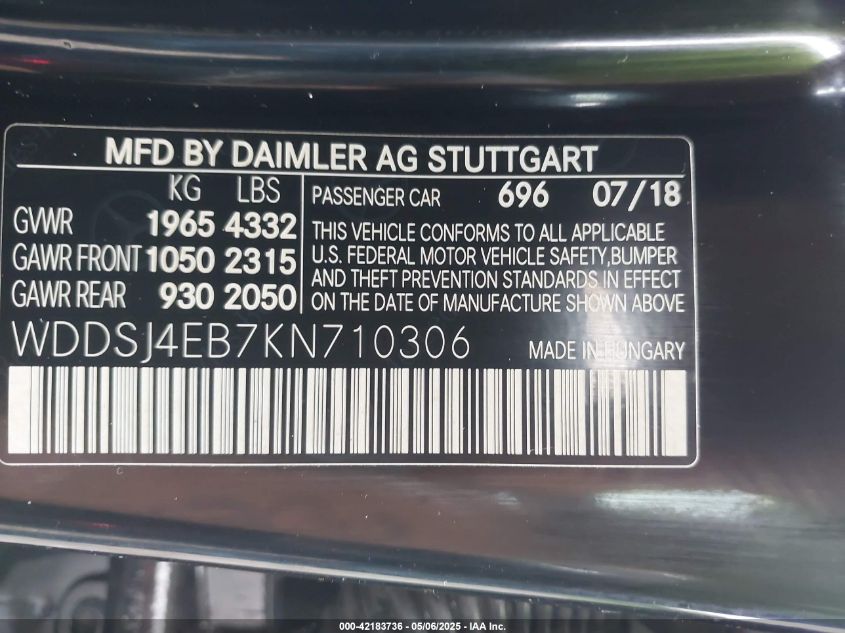 MFD BY DAIMLER AG STUTTGART
KG LBS
GVWR 1965 4332
GAWR FRONT 1050 2315
GAWR REAR 930 2050
PASSENGER CAR 696 07/18
THIS VEHICLE CONFORMS TO ALL APPLICABLE
U.S. FEDERAL MOTOR VEHICLE SAFETY,BUMPER
AND THEFT PREVENTION STANDARDS IN EFFECT
ON THE DATE OF MANUFACTURE SHOWN ABOVE
WDDSJ4EB7KN710306 MADE IN HUNGARY
000-42183736 - 05/06/2025 - IAA Inc.